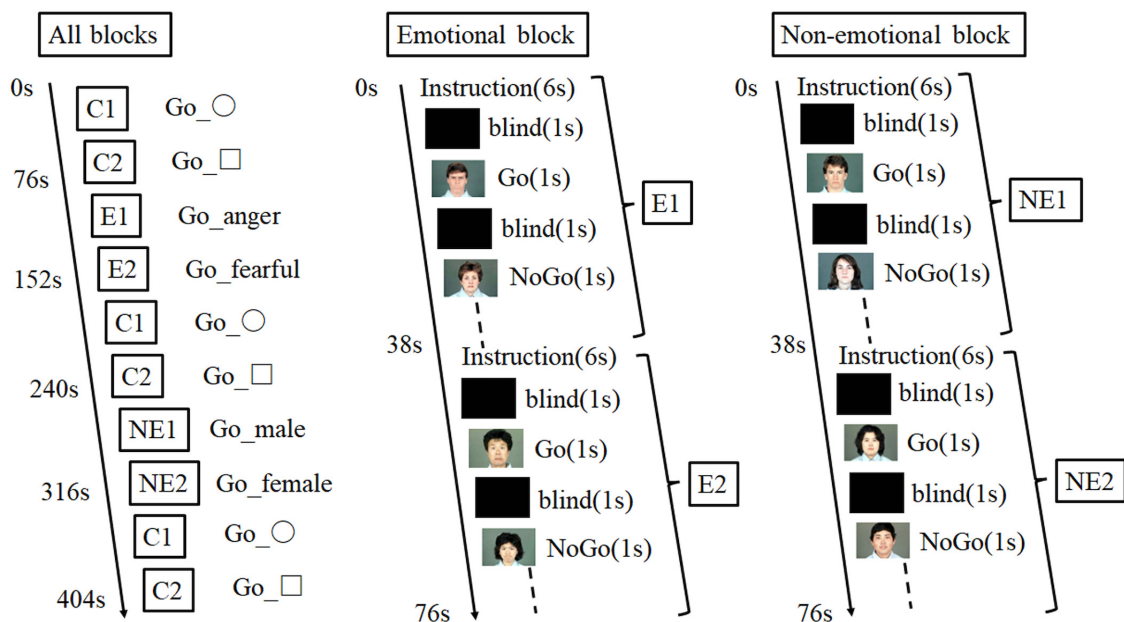 All blocks
0s
C1 Go_○
C2 Go_□
76s
E1 Go_anger
E2 Go_fearful
152s
C1 Go_○
C2 Go_□
240s
NE1 Go_male
NE2 Go_female
316s
C1 Go_○
C2 Go_□
404s
Emotional block
0s
Instruction(6s)
blind(1s)
Go(1s)
blind(1s)
NoGo(1s)
E1
38s
Instruction(6s)
blind(1s)
Go(1s)
blind(1s)
NoGo(1s)
E2
76s
Non-emotional block
0s
Instruction(6s)
blind(1s)
Go(1s)
blind(1s)
NoGo(1s)
NE1
38s
Instruction(6s)
blind(1s)
Go(1s)
blind(1s)
NoGo(1s)
NE2
76s